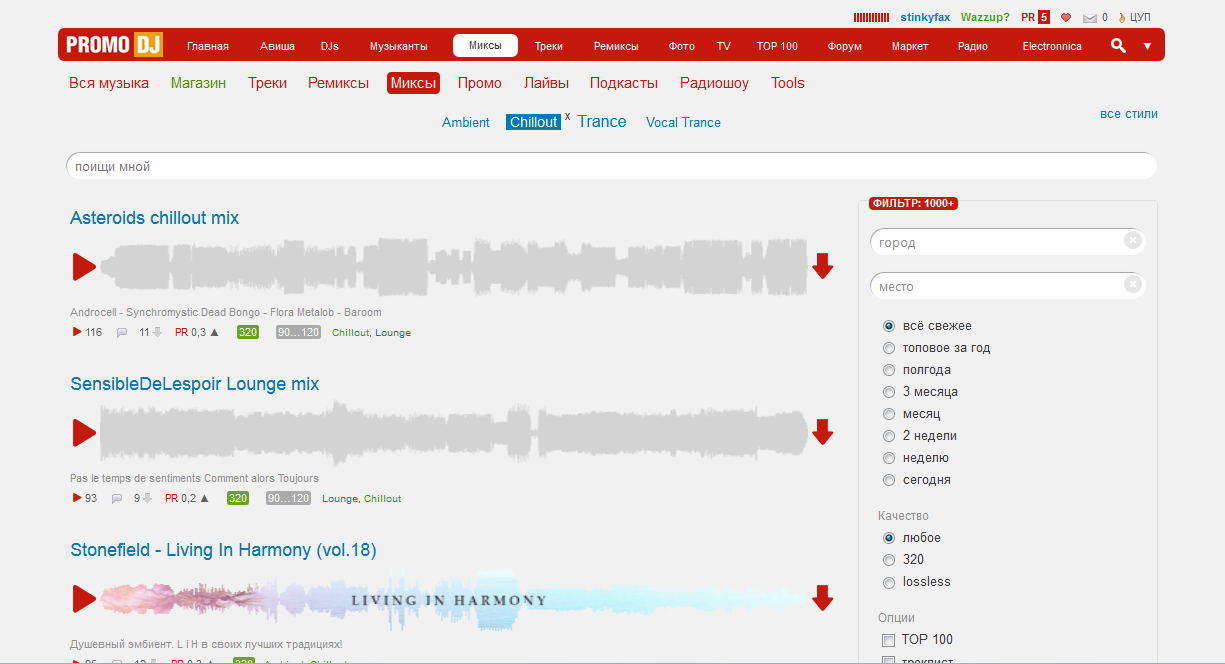 stinkyfax Wazzup? PR 5 0 ЦУП
PROMO DJ Главная Авиша DJs Музыканты Миксы Треки Ремиксы Фото TV TOP 100 Форум Маркет Радио Electronnica
Вся музыка Магазин Треки Ремиксы Миксы Промо Лайвы Подкасты Радиошоу Tools
Ambient Chillout x Trance Vocal Trance
все стили
поищи мной
Asteroids chillout mix
Androcell - Synchromystic Dead Bongo - Flora Metalob - Baroom
116 11 PR 0,3 320 90...120 Chillout, Lounge
SensibleDeLespoir Lounge mix
Pas le temps de sentiments Comment alors Toujours
93 9 PR 0,2 320 90...120 Lounge, Chillout
Stonefield - Living In Harmony (vol.18)
LIVING IN HARMONY
Душевный эмбиент. L i H в своих лучших традициях!
ФИЛЬТР: 1000+
город
место
всё свежее
топовое за год
полгода
3 месяца
месяц
2 недели
неделю
сегодня
Качество
любое
320
lossless
Опции
TOP 100
треклист